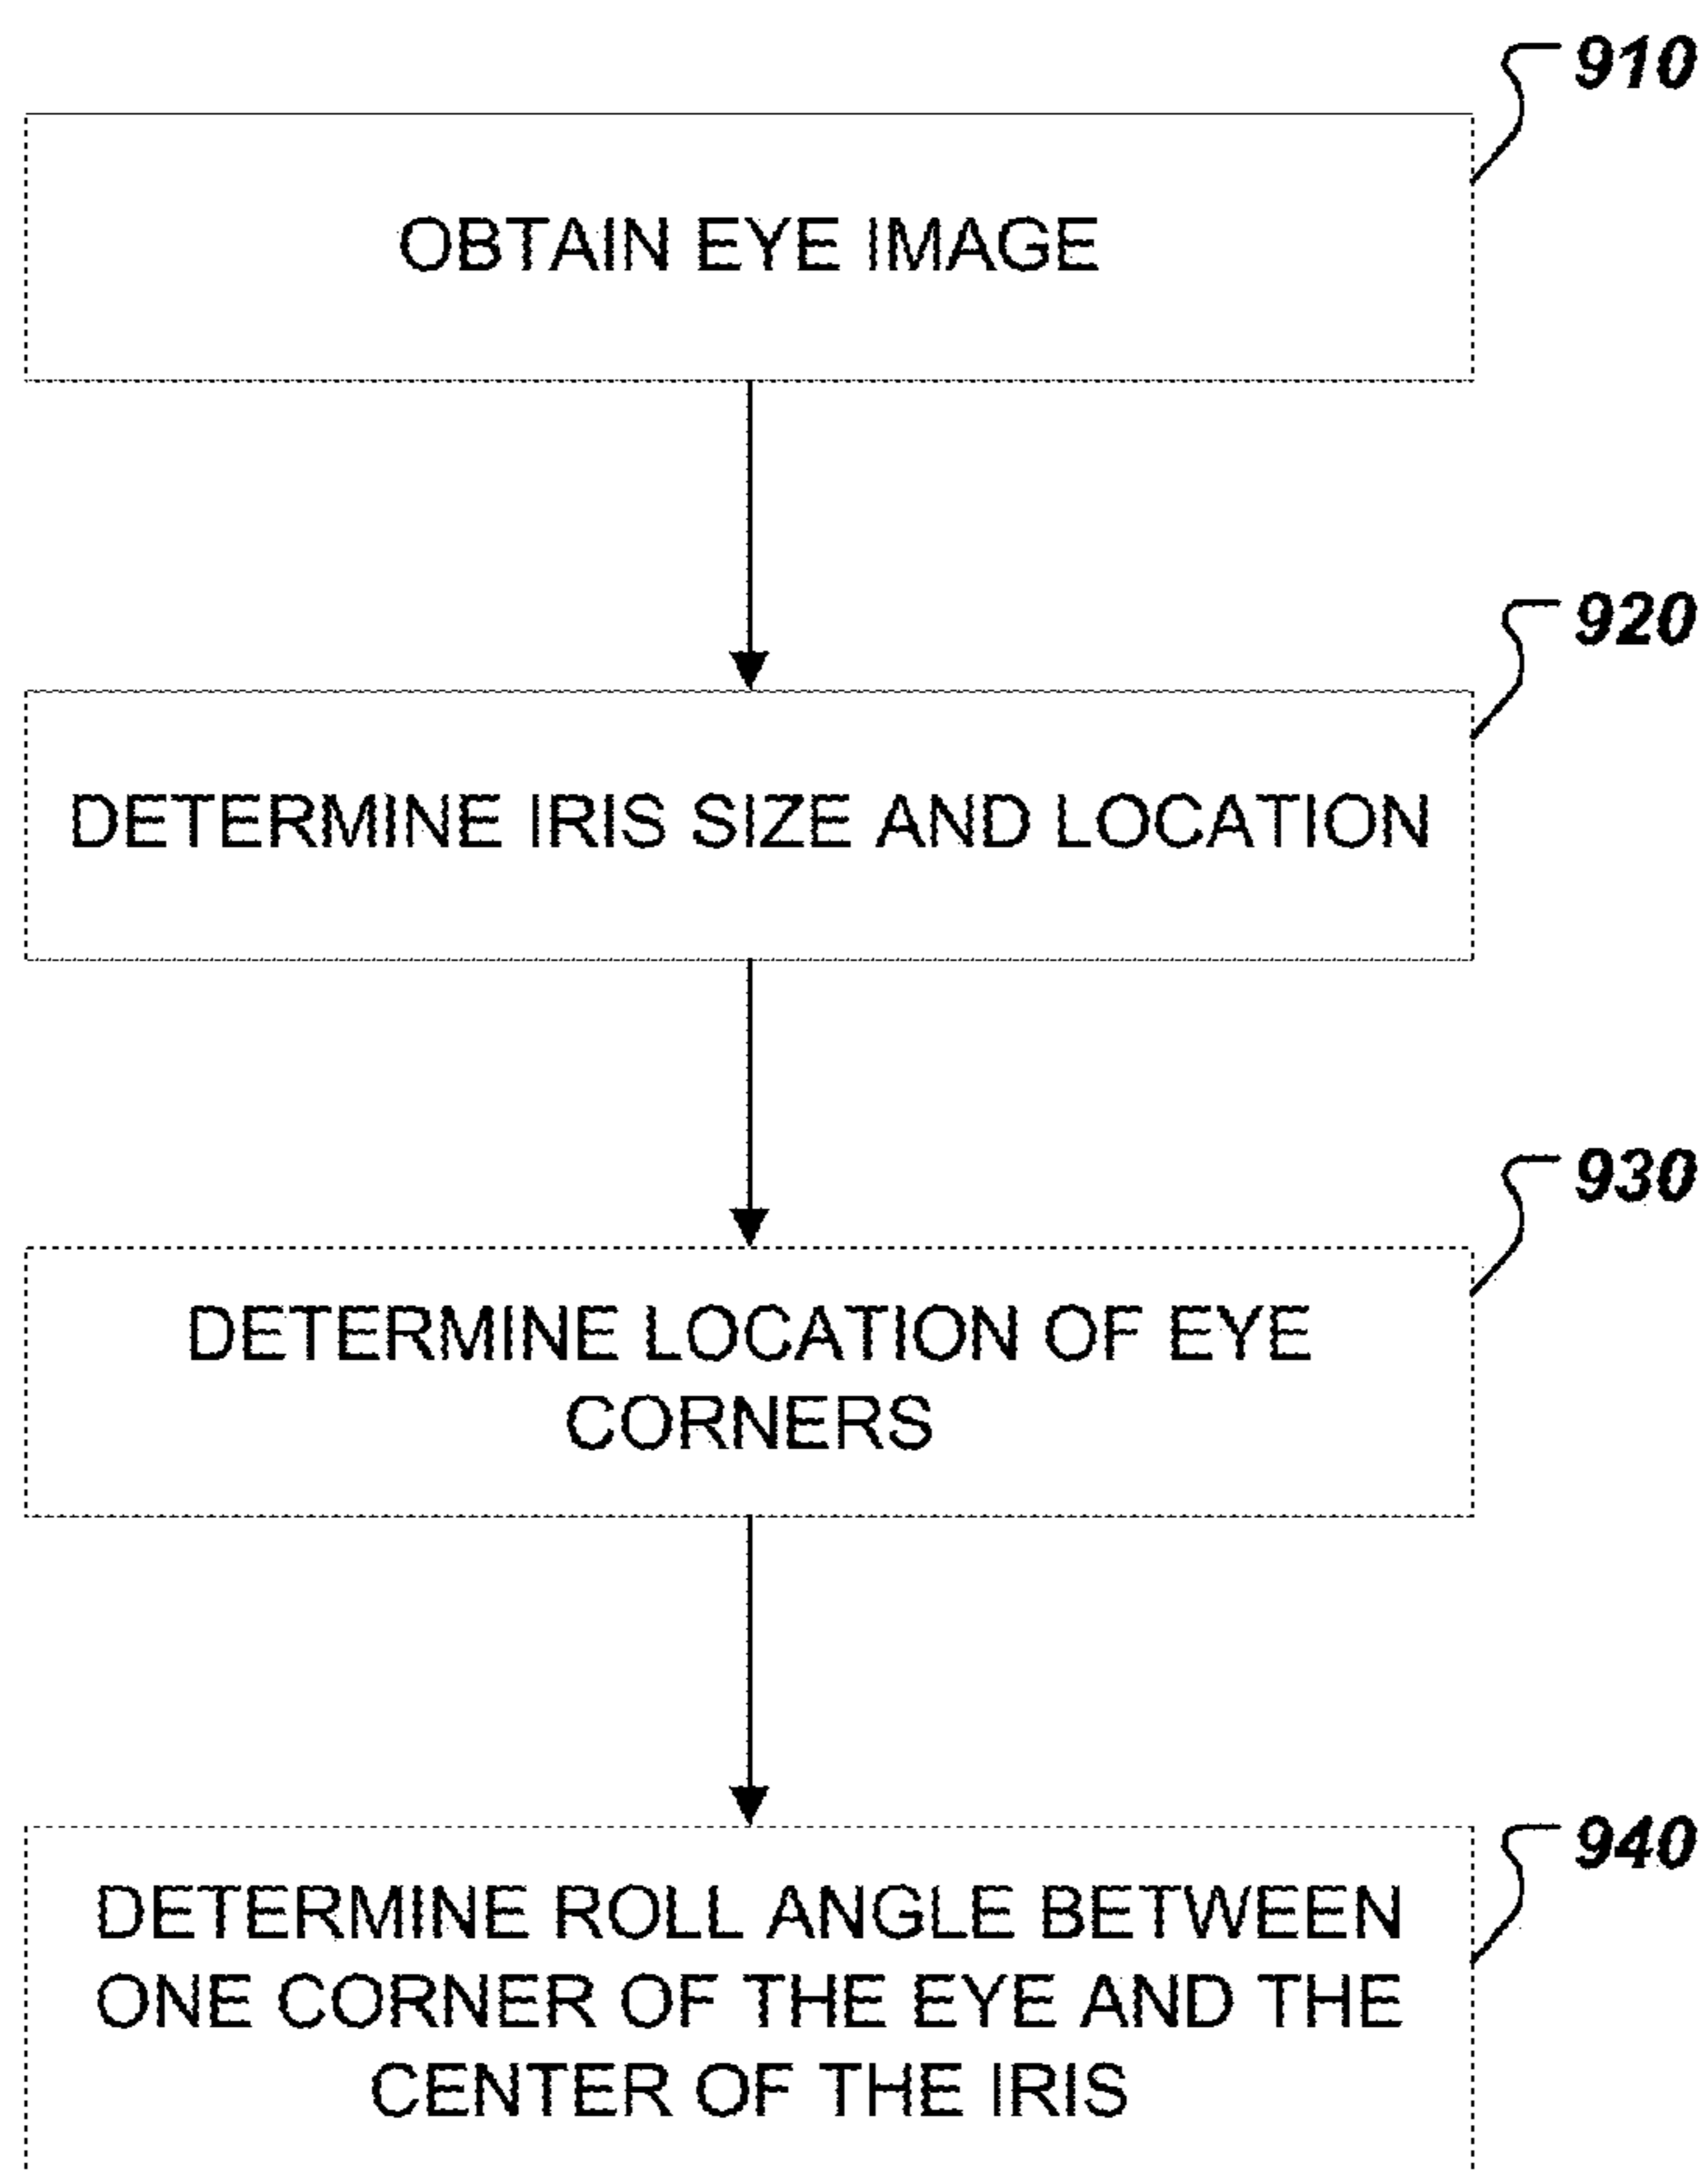 910
OBTAIN EYE IMAGE
920
DETERMINE IRIS SIZE AND LOCATION
930
DETERMINE LOCATION OF EYE
CORNERS
940
DETERMINE ROLL ANGLE BETWEEN
ONE CORNER OF THE EYE AND THE
CENTER OF THE IRIS